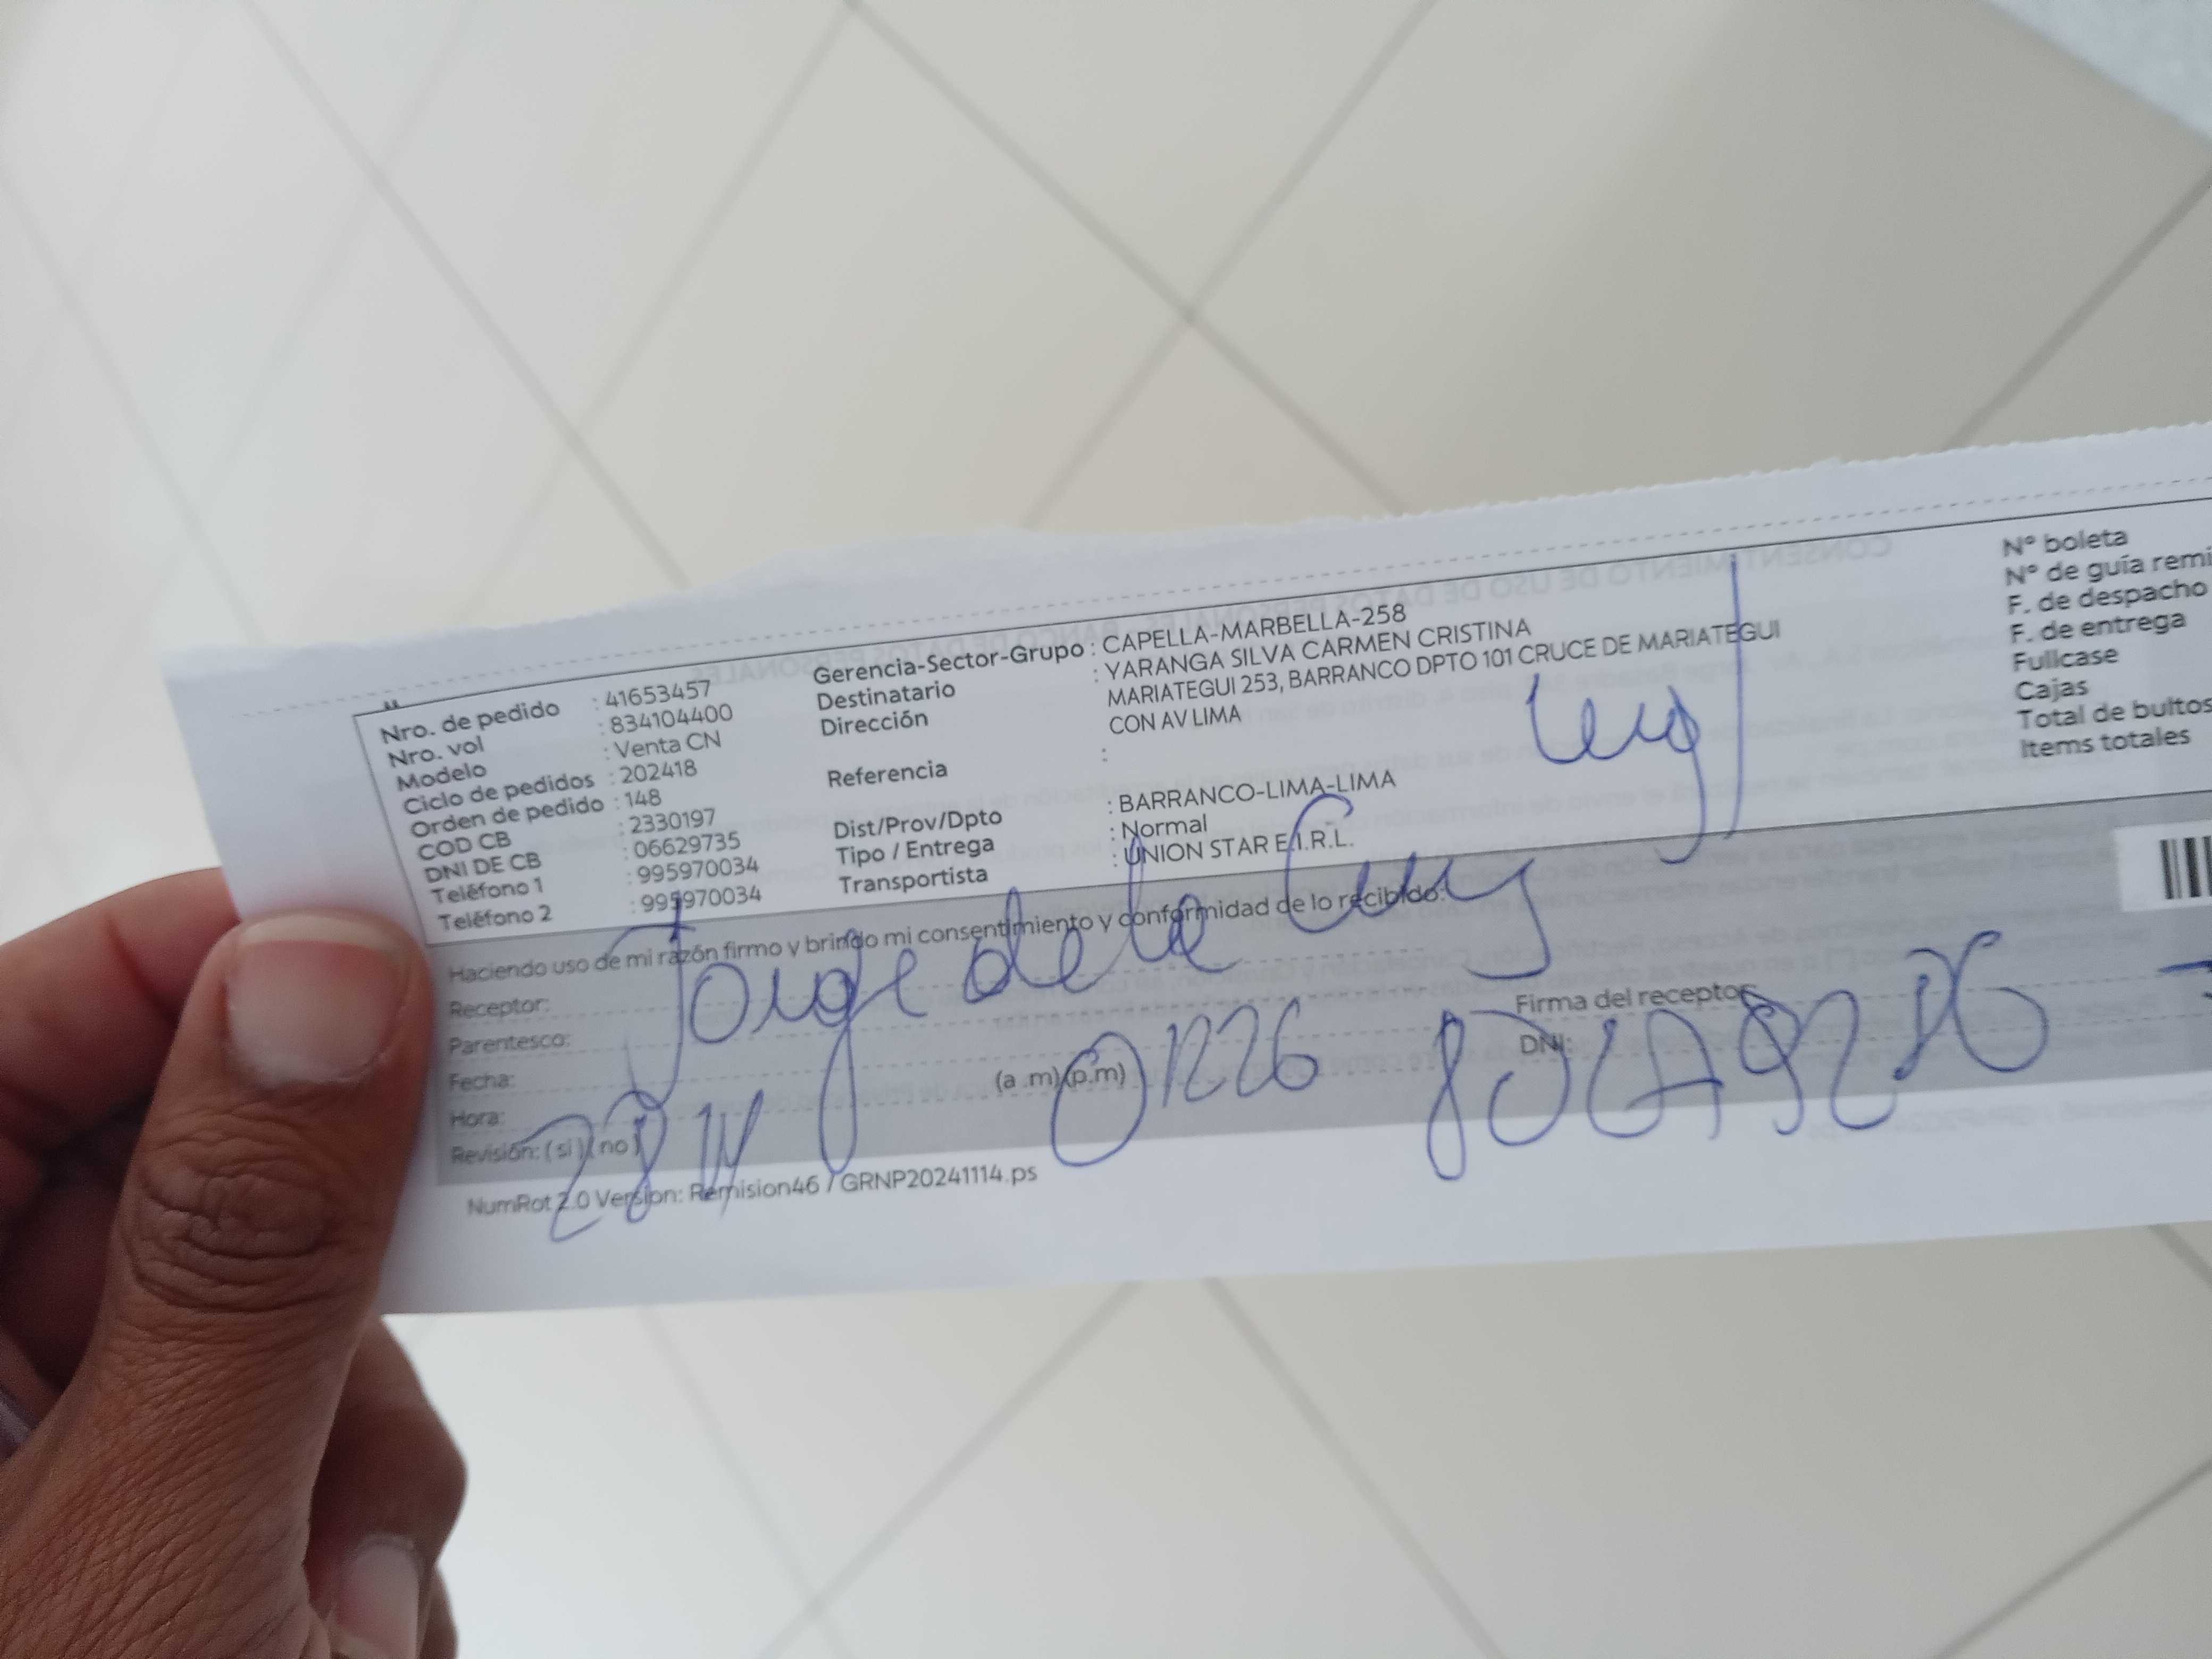 Nro. de pedido : 41653457
Nro. vol : 834104400
Modelo : Venta CN
Ciclo de pedidos : 202418
Orden de pedido : 148
COD CB : 2330197
DNI DE CB : 06629735
Teléfono 1 : 995970034
Teléfono 2 : 995970034
Gerencia-Sector-Grupo : CAPELLA-MARBELLA-258
Destinatario : YARANGA SILVA CARMEN CRISTINA
Dirección MARIATEGUI 253, BARRANCO DPTO 101 CRUCE DE MARIATEGUI
CON AV LIMA
Referencia :
Dist/Prov/Dpto : BARRANCO-LIMA-LIMA
Tipo / Entrega : Normal
Transportista : UNION STAR E.I.R.L.
N° boleta
N° de guía remi
F. de despacho
F. de entrega
Fullcase
Cajas
Total de bultos
Items totales
Haciendo uso de mi razón firmo y brindo mi consentimiento y conformidad de lo recibido:
Receptor: Jorge de la Cruz
Parentesco:
Fecha:
Hora: (a .m) (p.m)
Revisión: ( si ) ( no )
Firma del receptor
DNI:
28 11
NumRot 2.0 Version: Remision46 / GRNP20241114.ps